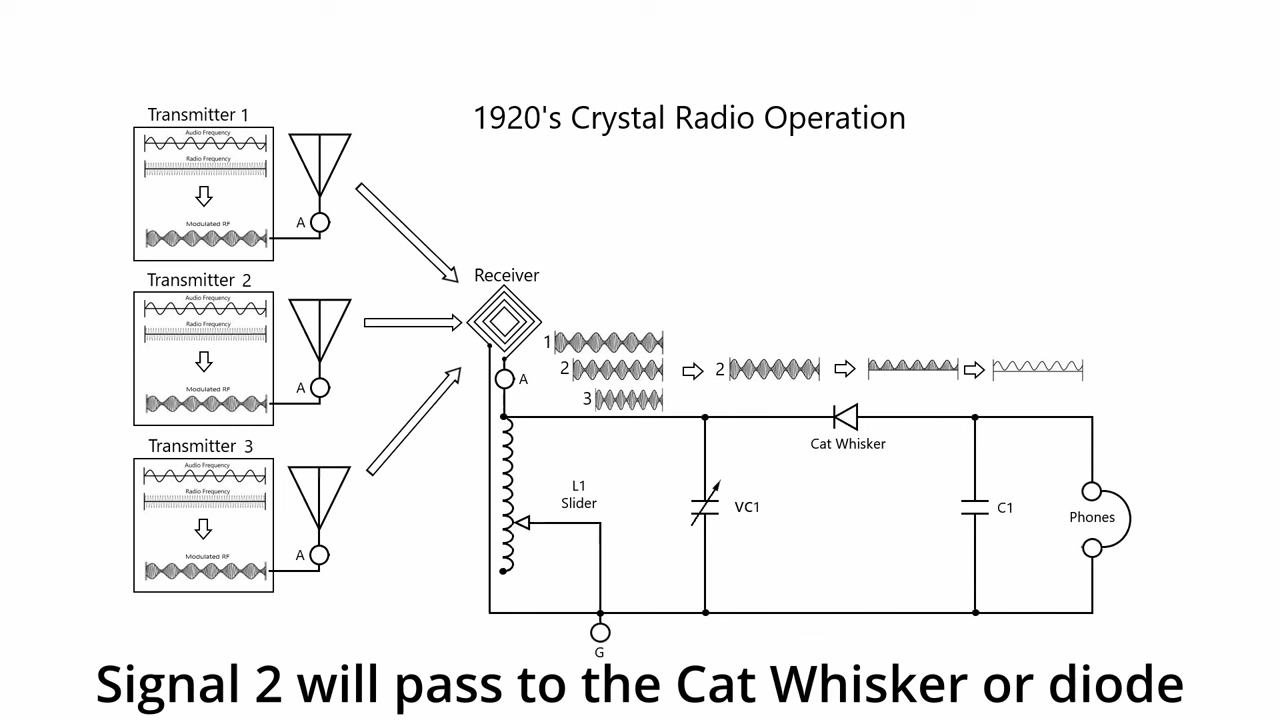 1920's Crystal Radio Operation
Transmitter 1
Audio Frequency
Radio Frequency
Modulated RF
A
Transmitter 2
Audio Frequency
Radio Frequency
Modulated RF
A
Transmitter 3
Audio Frequency
Radio Frequency
Modulated RF
A
Receiver
A
1
2
3
2
Cat Whisker
L1
Slider
VC1
C1
Phones
G
Signal 2 will pass to the Cat Whisker or diode